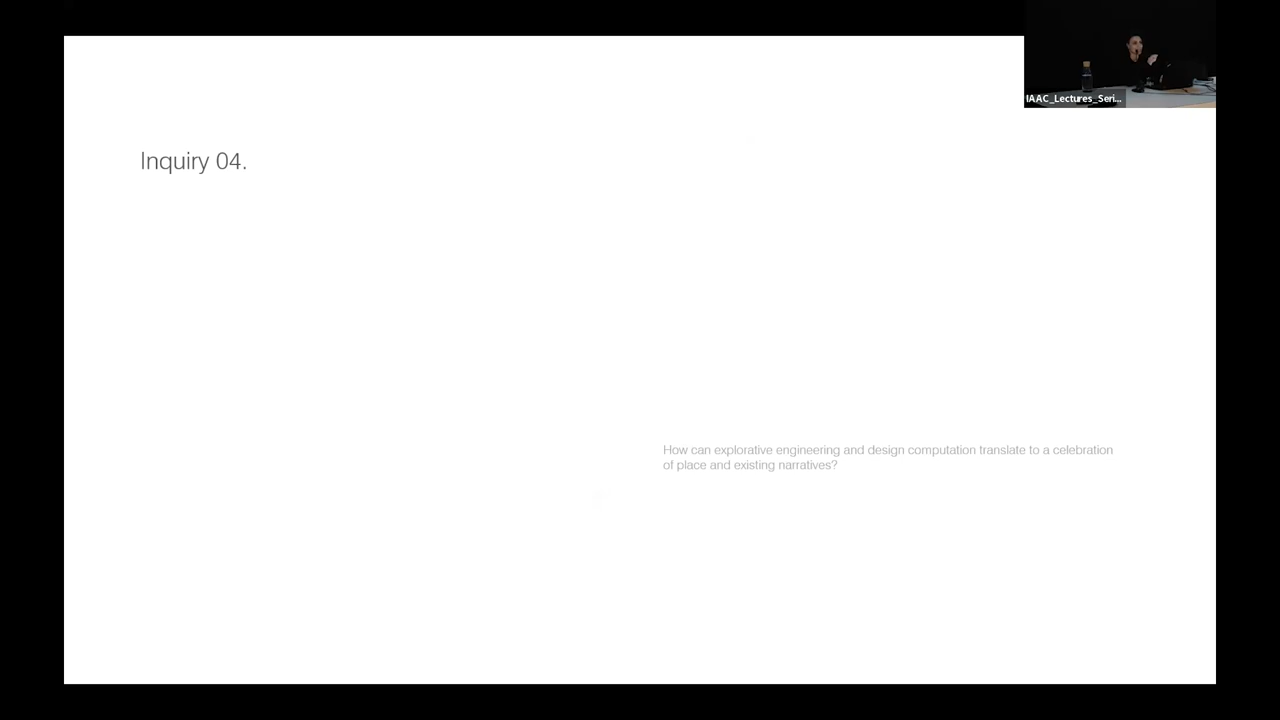 IAAC_Lectures_Seri...
Inquiry 04.
How can explorative engineering and design computation translate to a celebration
of place and existing narratives?